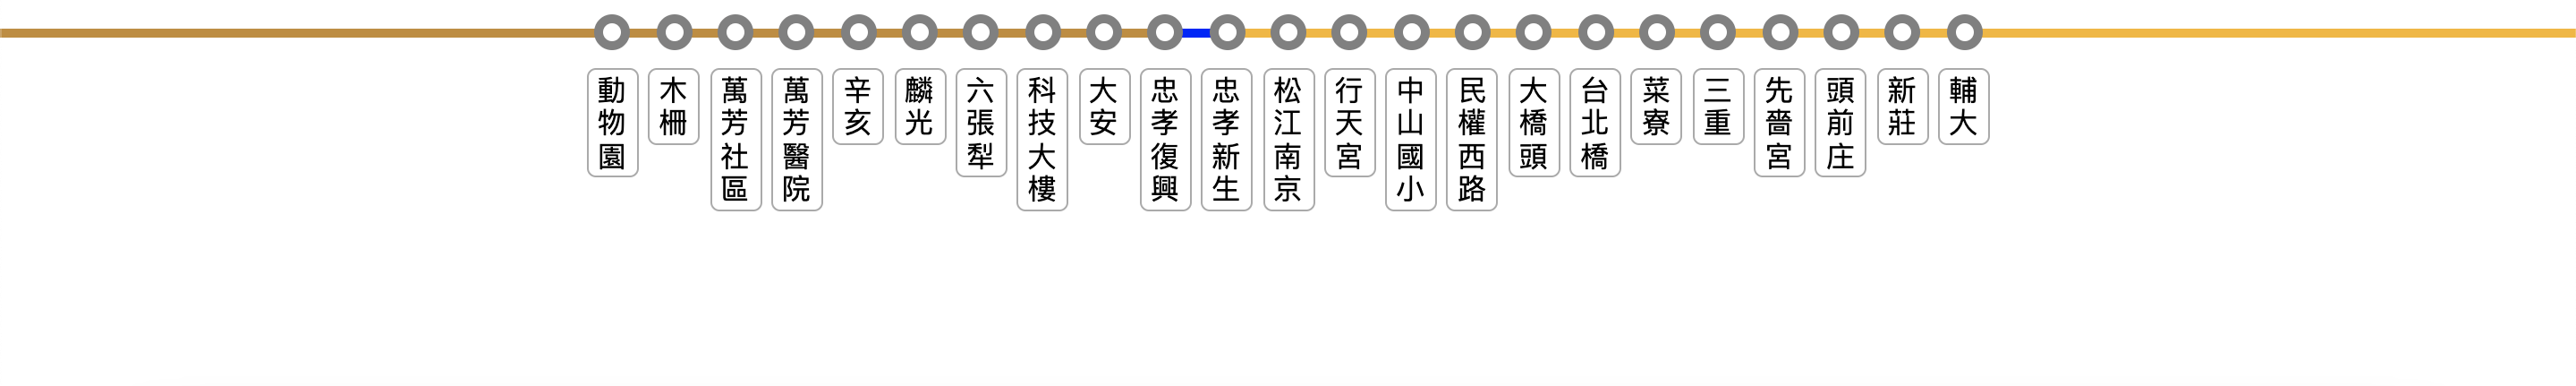 動物園
木柵
萬芳社區
萬芳醫院
辛亥
麟光
六張犁
科技大樓
大安
忠孝復興
忠孝新生
松江南京
行天宮
中山國小
民權西路
大橋頭
台北橋
菜寮
三重
先嗇宮
頭前庄
新莊
輔大